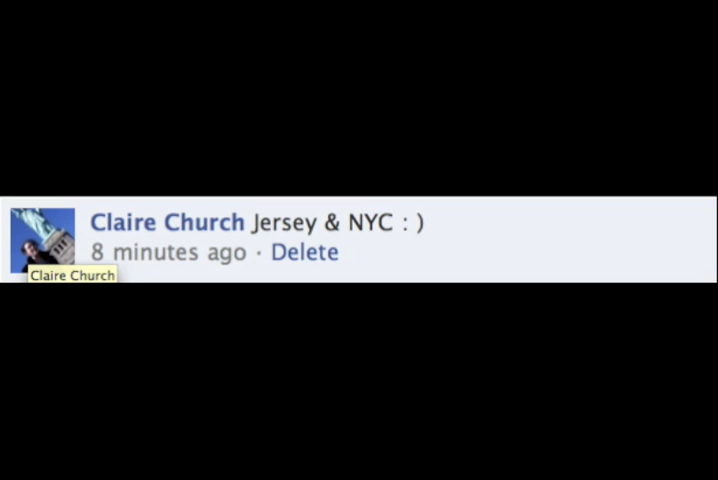 Claire Church Jersey & NYC : )
8 minutes ago · Delete
Claire Church